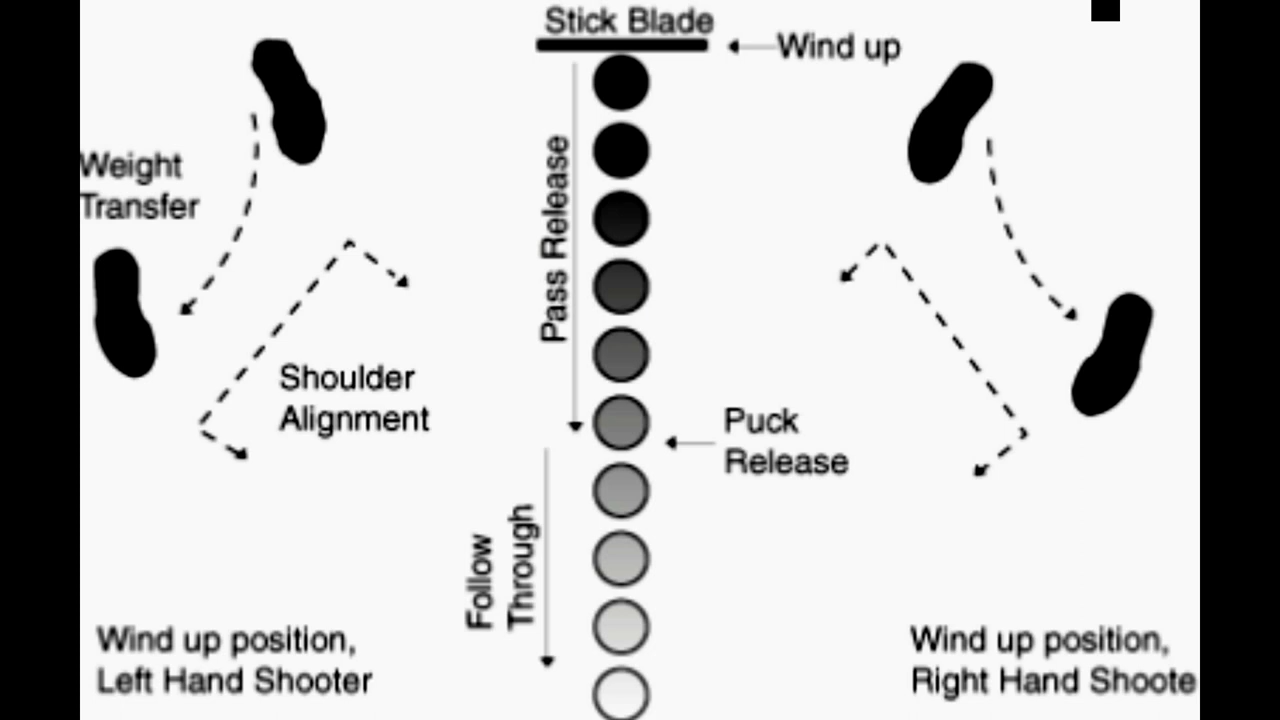 Stick Blade
Wind up
Weight
Transfer
Pass Release
Shoulder
Alignment
Puck
Release
Follow
Through
Wind up position,
Left Hand Shooter
Wind up position,
Right Hand Shoote